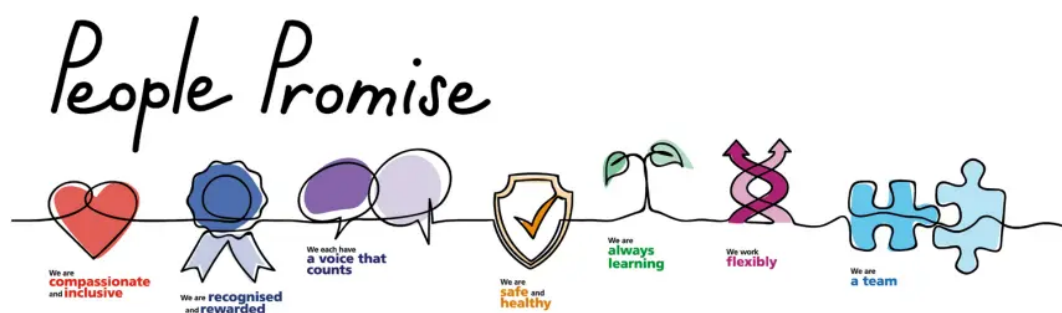 People Promise
We are
compassionate
and inclusive
We are recognised
and rewarded
We each have
a voice that
counts
We are
safe and
healthy
We are
always
learning
We work
flexibly
We are
a team